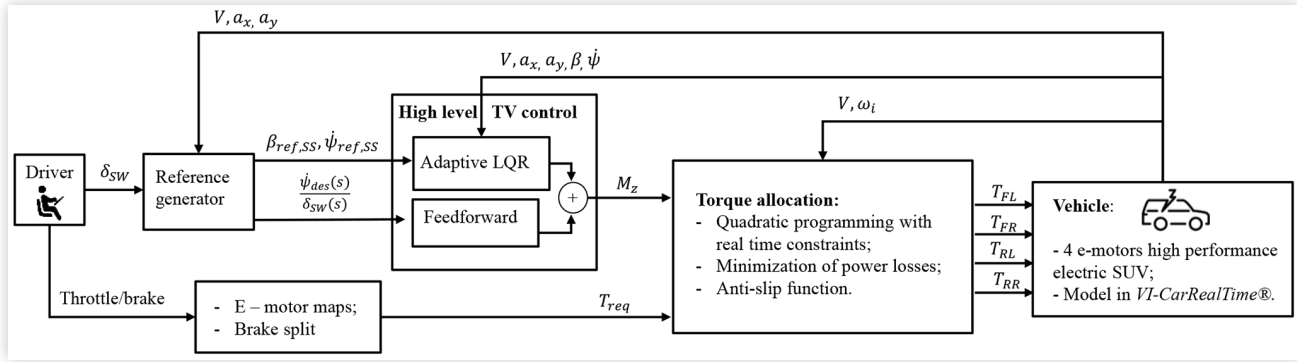 V, a_x, a_y
V, a_x, a_y, β, ψ̇
High level TV control
V, ω_i
β_ref,SS, ψ̇_ref,SS
Adaptive LQR
Driver
δ_SW
Reference
generator
ψ̇_des(s)
δ_SW(s)
Feedforward
+
M_z
Torque allocation:
- Quadratic programming with
real time constraints;
- Minimization of power losses;
- Anti-slip function.
T_FL
T_FR
T_RL
T_RR
Vehicle:
- 4 e-motors high performance
electric SUV;
- Model in VI-CarRealTime®.
Throttle/brake
- E – motor maps;
- Brake split
T_req